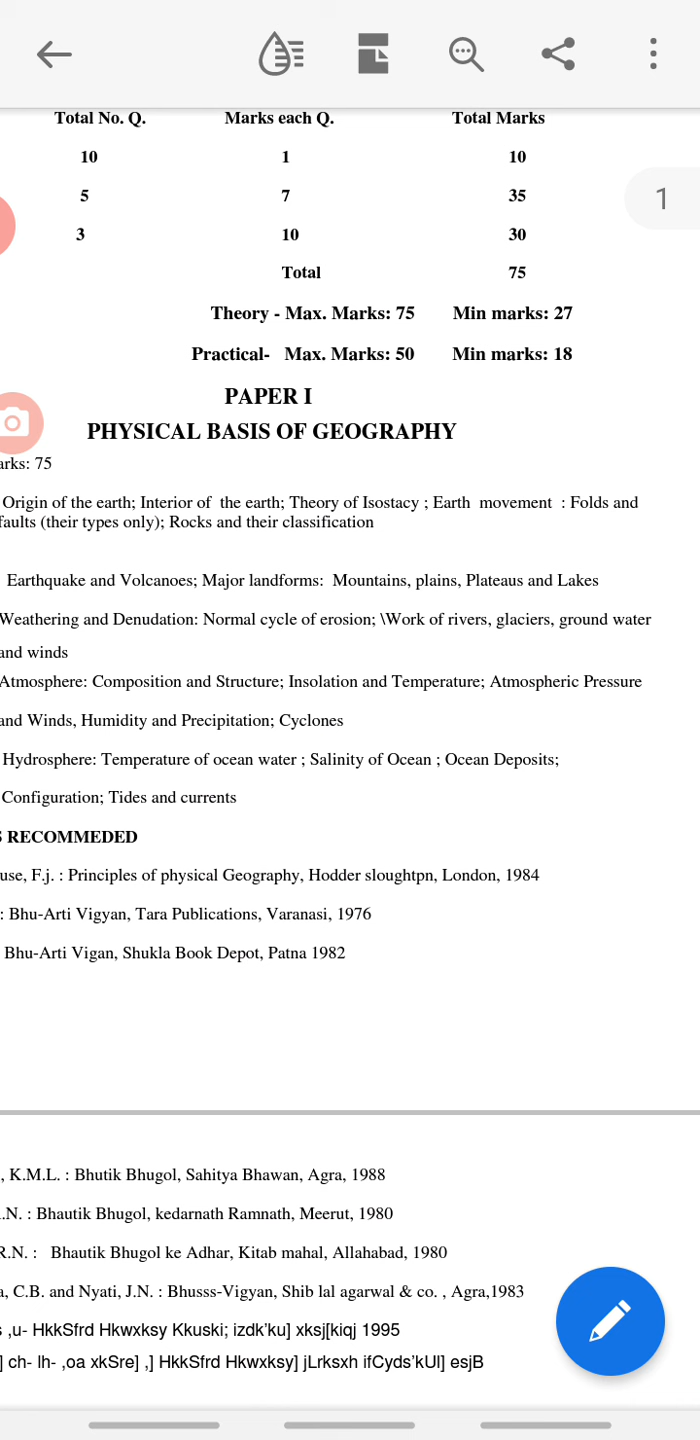 Total No. Q. Marks each Q. Total Marks
10 1 10
5 7 35
1
3 10 30
Total 75
Theory - Max. Marks: 75 Min marks: 27
Practical- Max. Marks: 50 Min marks: 18
PAPER I
PHYSICAL BASIS OF GEOGRAPHY
arks: 75
Origin of the earth; Interior of the earth; Theory of Isostacy ; Earth movement : Folds and
faults (their types only); Rocks and their classification
Earthquake and Volcanoes; Major landforms: Mountains, plains, Plateaus and Lakes
Weathering and Denudation: Normal cycle of erosion; \Work of rivers, glaciers, ground water
and winds
Atmosphere: Composition and Structure; Insolation and Temperature; Atmospheric Pressure
and Winds, Humidity and Precipitation; Cyclones
Hydrosphere: Temperature of ocean water ; Salinity of Ocean ; Ocean Deposits;
Configuration; Tides and currents
S RECOMMEDED
use, F.j. : Principles of physical Geography, Hodder sloughtpn, London, 1984
: Bhu-Arti Vigyan, Tara Publications, Varanasi, 1976
Bhu-Arti Vigan, Shukla Book Depot, Patna 1982
, K.M.L. : Bhutik Bhugol, Sahitya Bhawan, Agra, 1988
.N. : Bhautik Bhugol, kedarnath Ramnath, Meerut, 1980
R.N. : Bhautik Bhugol ke Adhar, Kitab mahal, Allahabad, 1980
a, C.B. and Nyati, J.N. : Bhusss-Vigyan, Shib lal agarwal & co. , Agra,1983
s ,u- HkkSfrd Hkwxksy Kkuski; izdk'ku] xksj[kiqj 1995
] ch- lh- ,oa xkSre] ,] HkkSfrd Hkwxksy] jLrksxh ifCyds'kUl] esjB